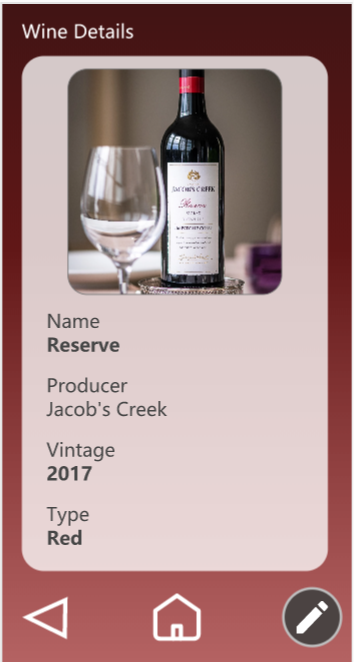 Wine Details
JACOB'S CREEK
Reserve
Name
Reserve
Producer
Jacob's Creek
Vintage
2017
Type
Red